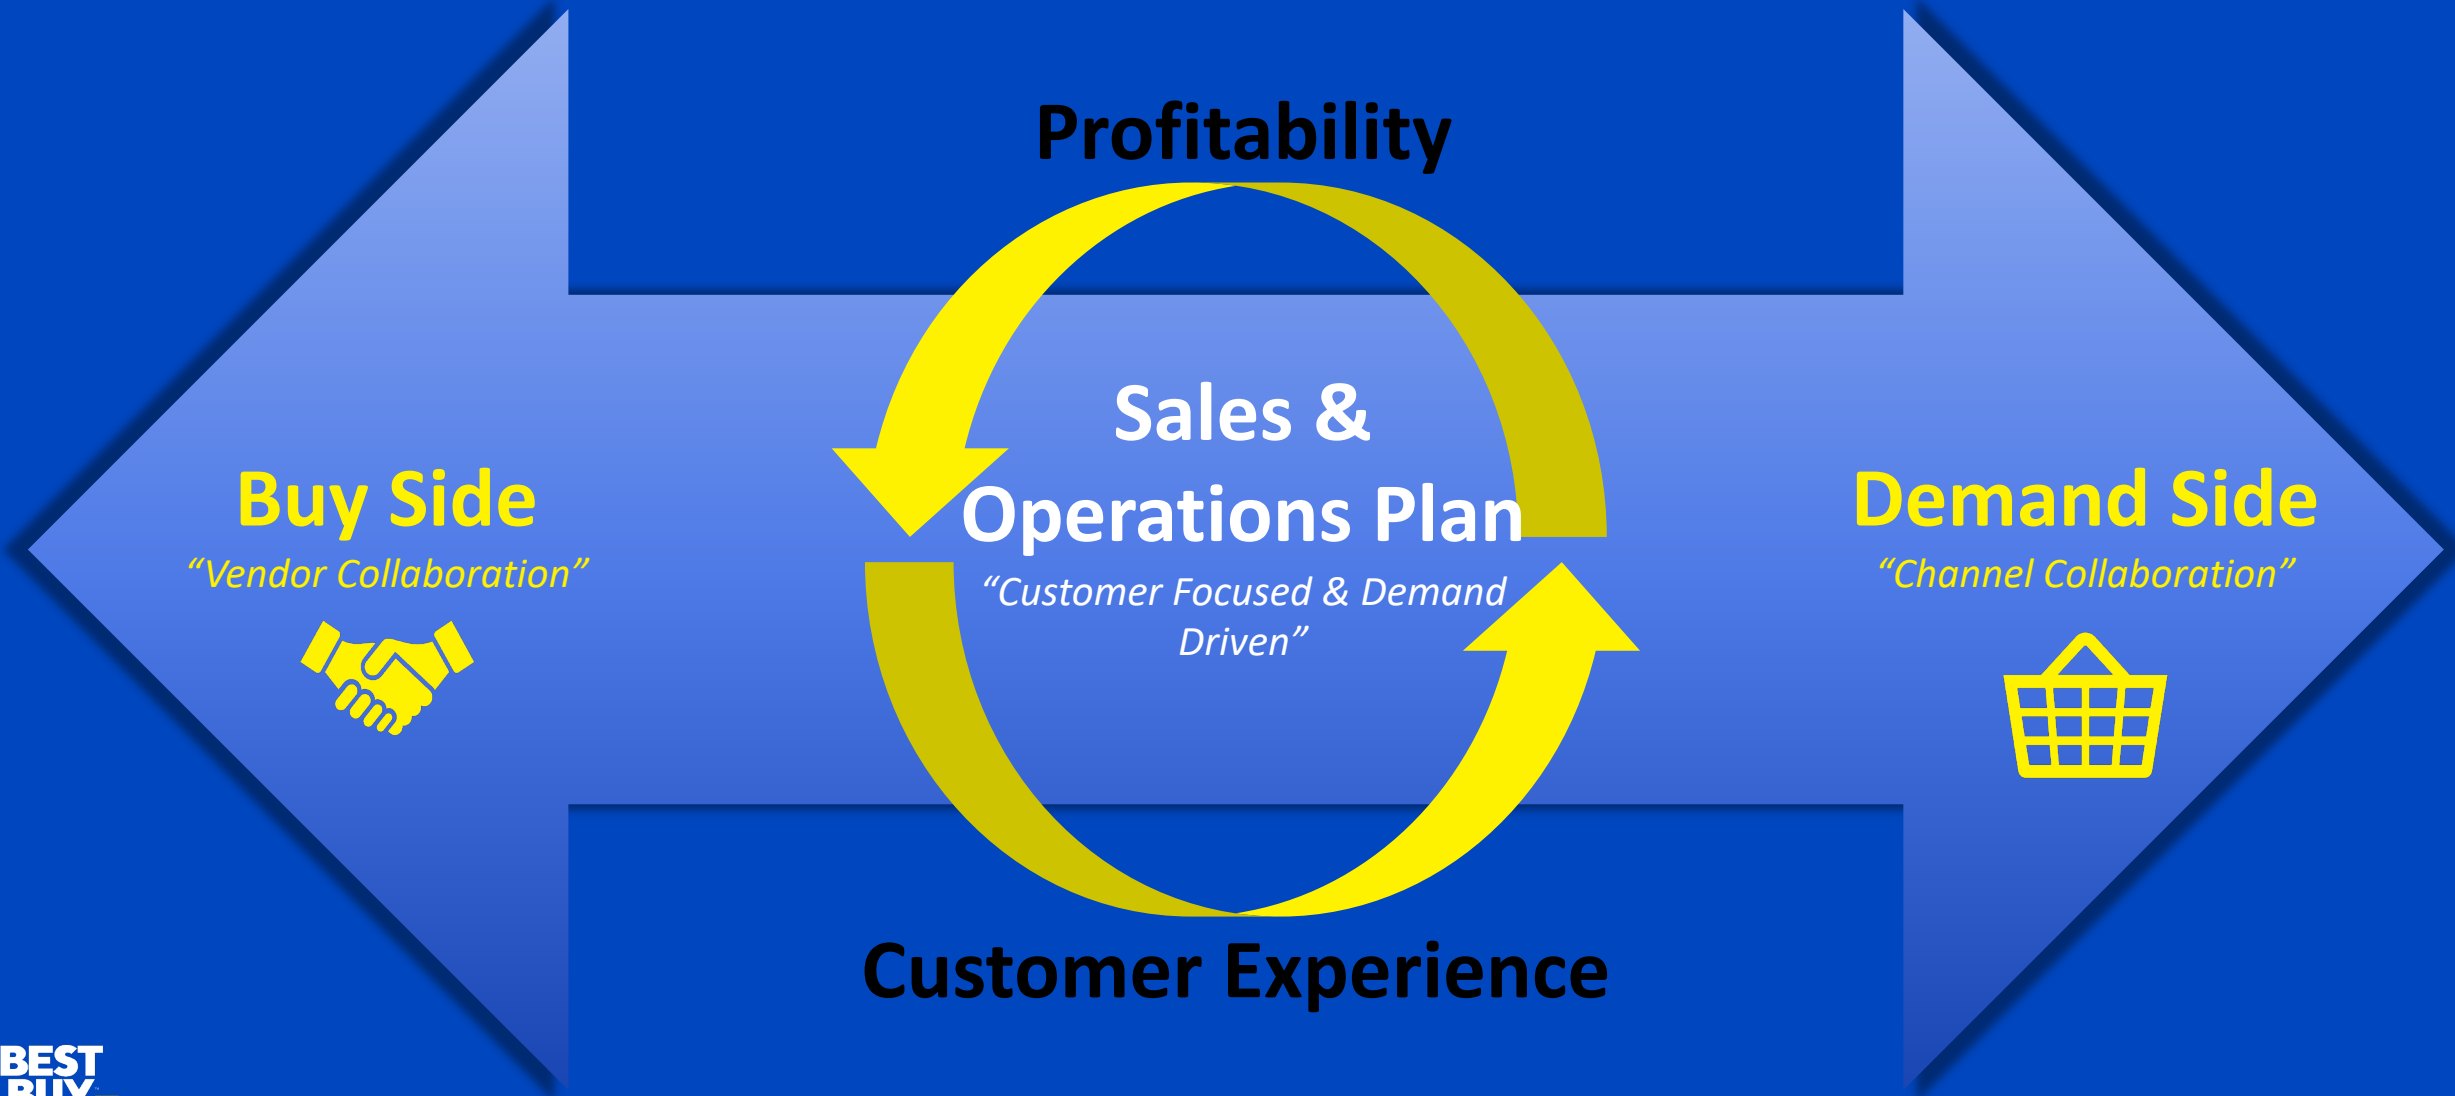 Profitability
Sales &
Operations Plan
“Customer Focused & Demand
Driven”
Buy Side
“Vendor Collaboration”
Demand Side
“Channel Collaboration”
Customer Experience
BEST
BUY